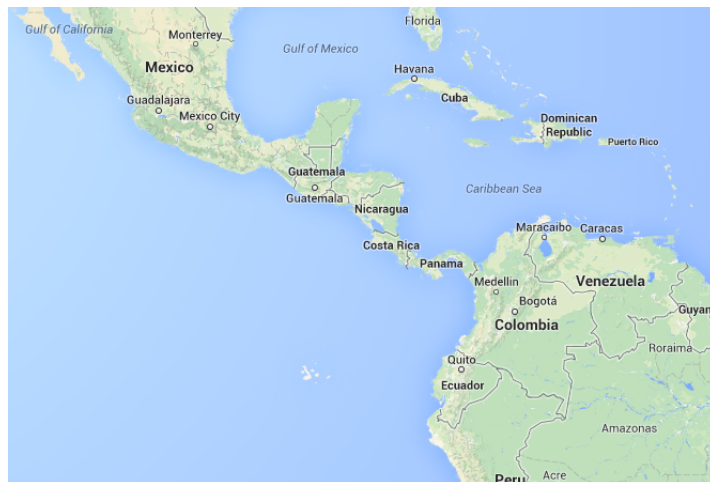 Gulf of California
Florida
Monterrey
Gulf of Mexico
Mexico
Havana
Cuba
Guadalajara
Mexico City
Dominican
Republic
Puerto Rico
Guatemala
Guatemala
Caribbean Sea
Nicaragua
Maracaibo
Caracas
Costa Rica
Panama
Medellin
Venezuela
Bogotá
Colombia
Guyan
Roraima
Quito
Ecuador
Amazonas
Acre
Peru